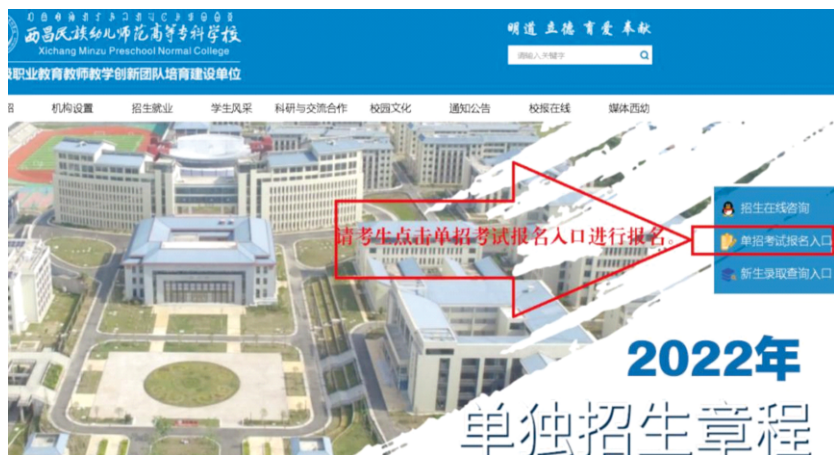 西昌民族幼儿师范高等专科学校
Xichang Minzu Preschool Normal College
职业教育教师教学创新团队培育建设单位
明道 立德 育爱 奉献
请输入关键字
机构设置 招生就业 学生风采 科研与交流合作 校园文化 通知公告 校报在线 媒体西幼
招生在线咨询
请考生点击单招考试报名入口进行报名。
单招考试报名入口
新生录取查询入口
2022年
单独招生章程